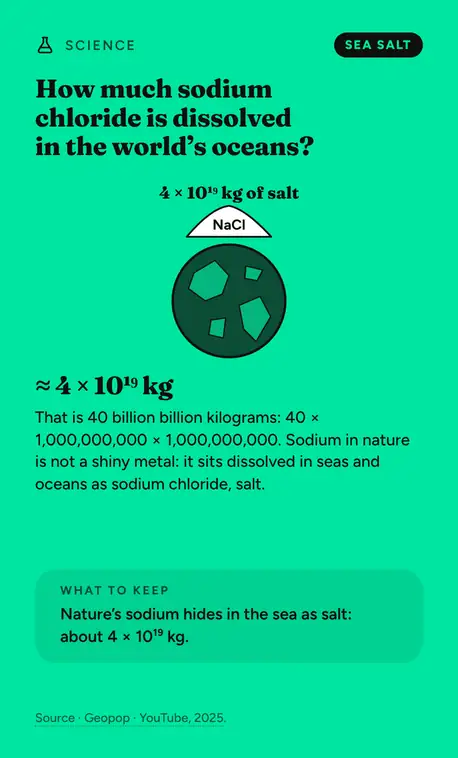 SCIENCE
SEA SALT
How much sodium
chloride is dissolved
in the world’s oceans?
4 × 10¹⁹ kg of salt
NaCl
≈ 4 × 10¹⁹ kg
That is 40 billion billion kilograms: 40 ×
1,000,000,000 × 1,000,000,000. Sodium in nature
is not a shiny metal: it sits dissolved in seas and
oceans as sodium chloride, salt.
WHAT TO KEEP
Nature’s sodium hides in the sea as salt:
about 4 × 10¹⁹ kg.
Source · Geopop · YouTube, 2025.